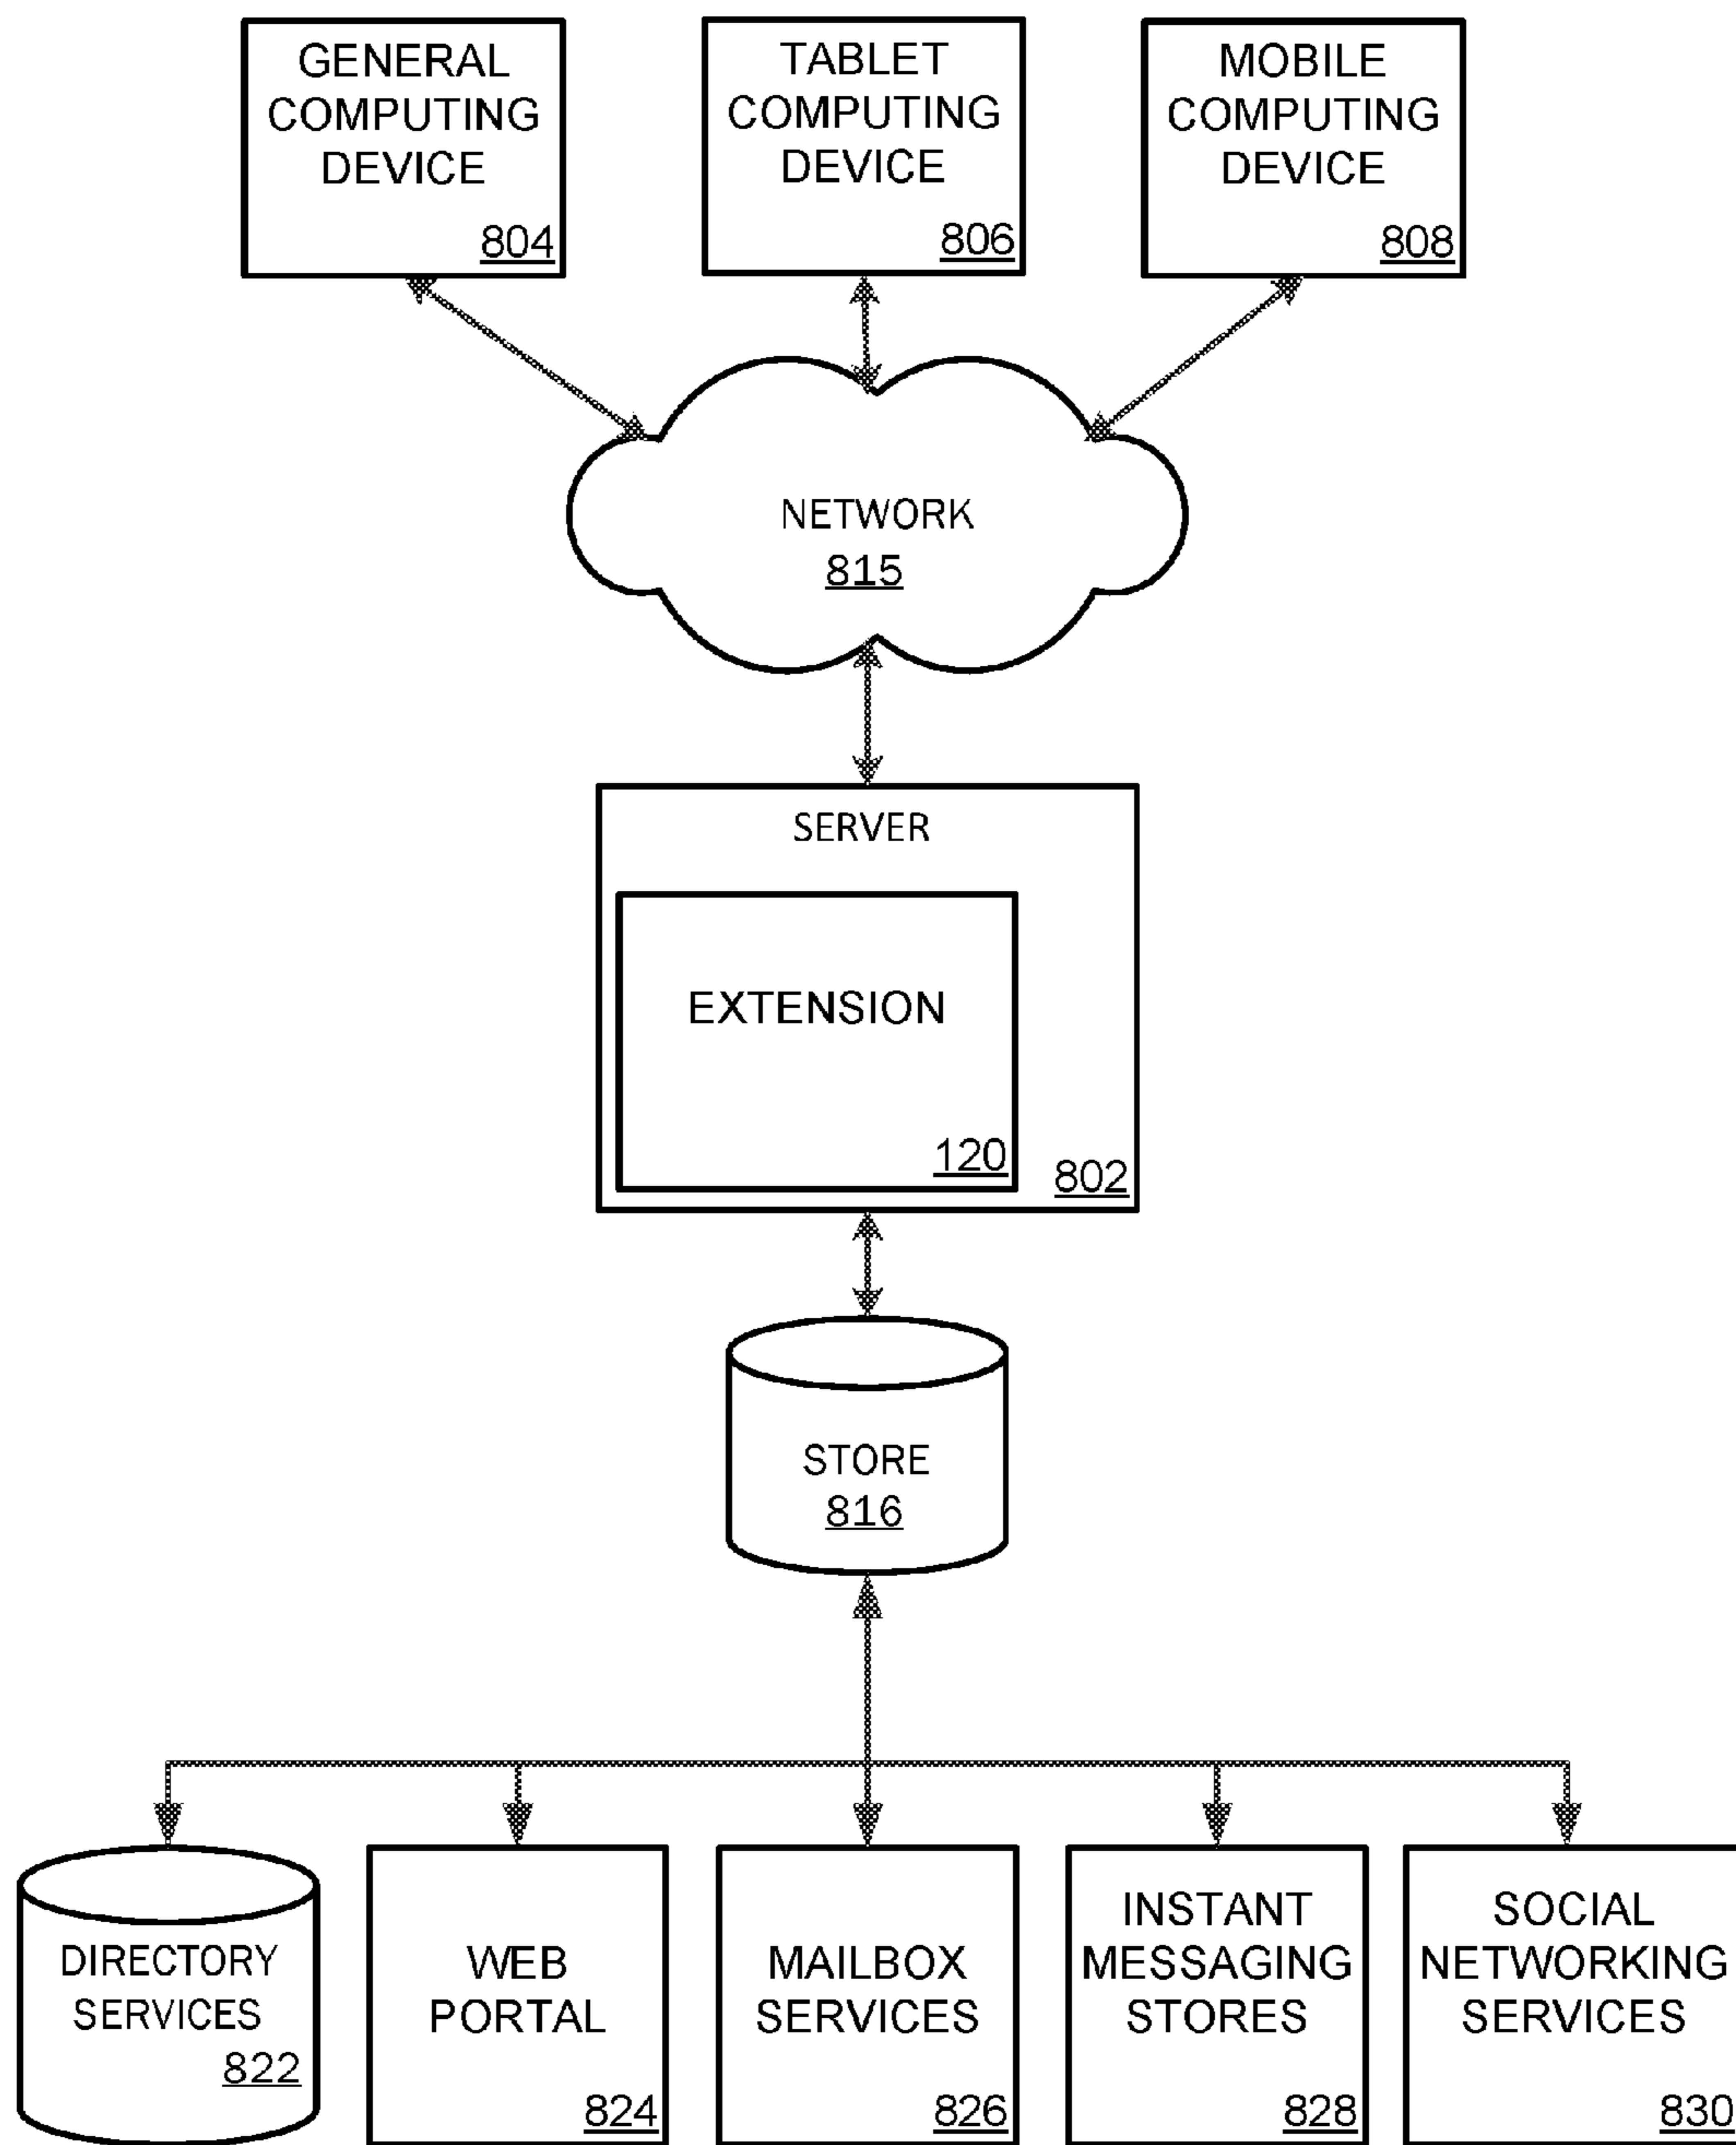 GENERAL
COMPUTING
DEVICE
804
TABLET
COMPUTING
DEVICE
806
MOBILE
COMPUTING
DEVICE
808
NETWORK
815
SERVER
EXTENSION
120
802
STORE
816
DIRECTORY
SERVICES
822
WEB
PORTAL
824
MAILBOX
SERVICES
826
INSTANT
MESSAGING
STORES
828
SOCIAL
NETWORKING
SERVICES
830